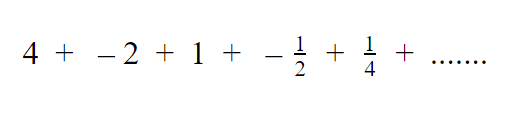 4 + −2 + 1 + −1/2 + 1/4 + .......